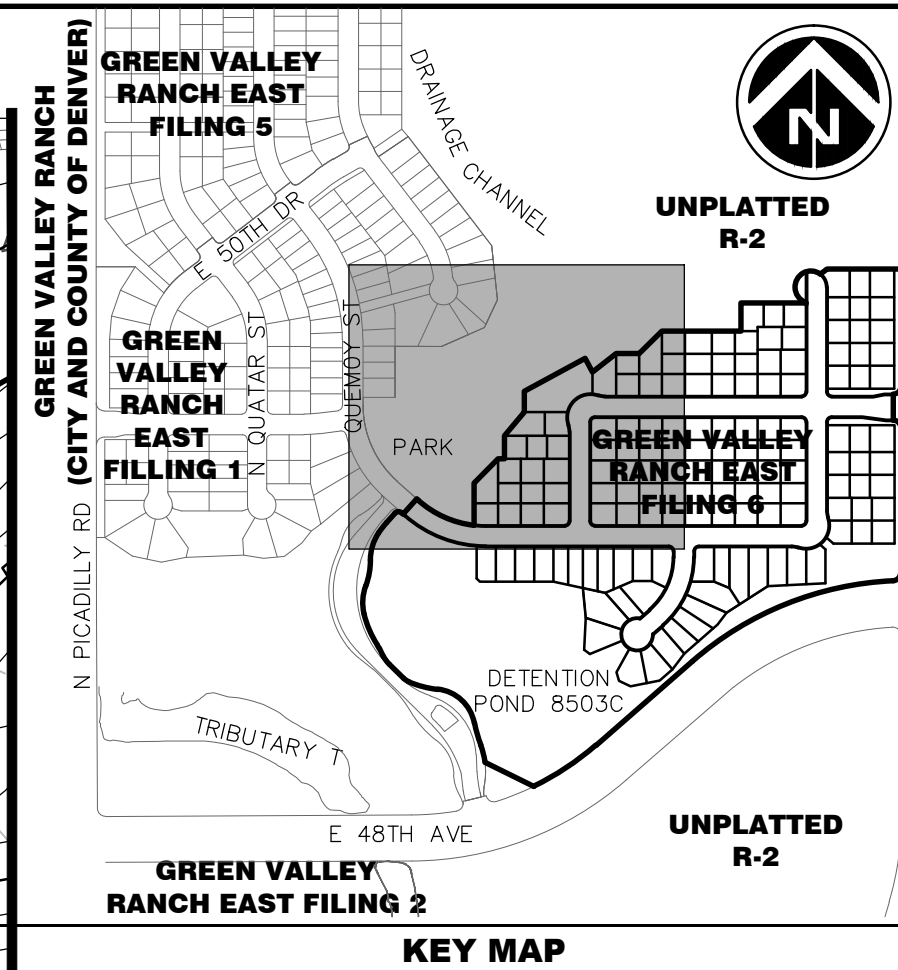 GREEN VALLEY RANCH
(CITY AND COUNTY OF DENVER)
GREEN VALLEY
RANCH EAST
FILING 5
DRAINAGE CHANNEL
N
UNPLATTED
R-2
E 50TH DR
GREEN
VALLEY
RANCH
EAST
FILLING 1
N QUATAR ST
QUEMOY ST
PARK
GREEN VALLEY
RANCH EAST
FILING 6
N PICADILLY RD
DETENTION
POND 8503C
TRIBUTARY T
E 48TH AVE
UNPLATTED
R-2
GREEN VALLEY
RANCH EAST FILING 2
KEY MAP